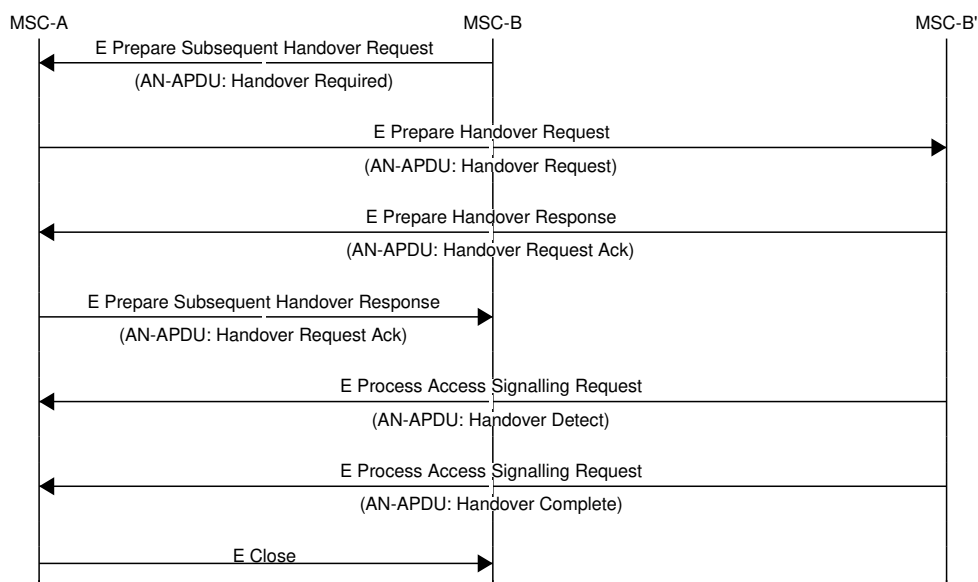 MSC-A MSC-B MSC-B'
E Prepare Subsequent Handover Request
(AN-APDU: Handover Required)
E Prepare Handover Request
(AN-APDU: Handover Request)
E Prepare Handover Response
(AN-APDU: Handover Request Ack)
E Prepare Subsequent Handover Response
(AN-APDU: Handover Request Ack)
E Process Access Signalling Request
(AN-APDU: Handover Detect)
E Process Access Signalling Request
(AN-APDU: Handover Complete)
E Close